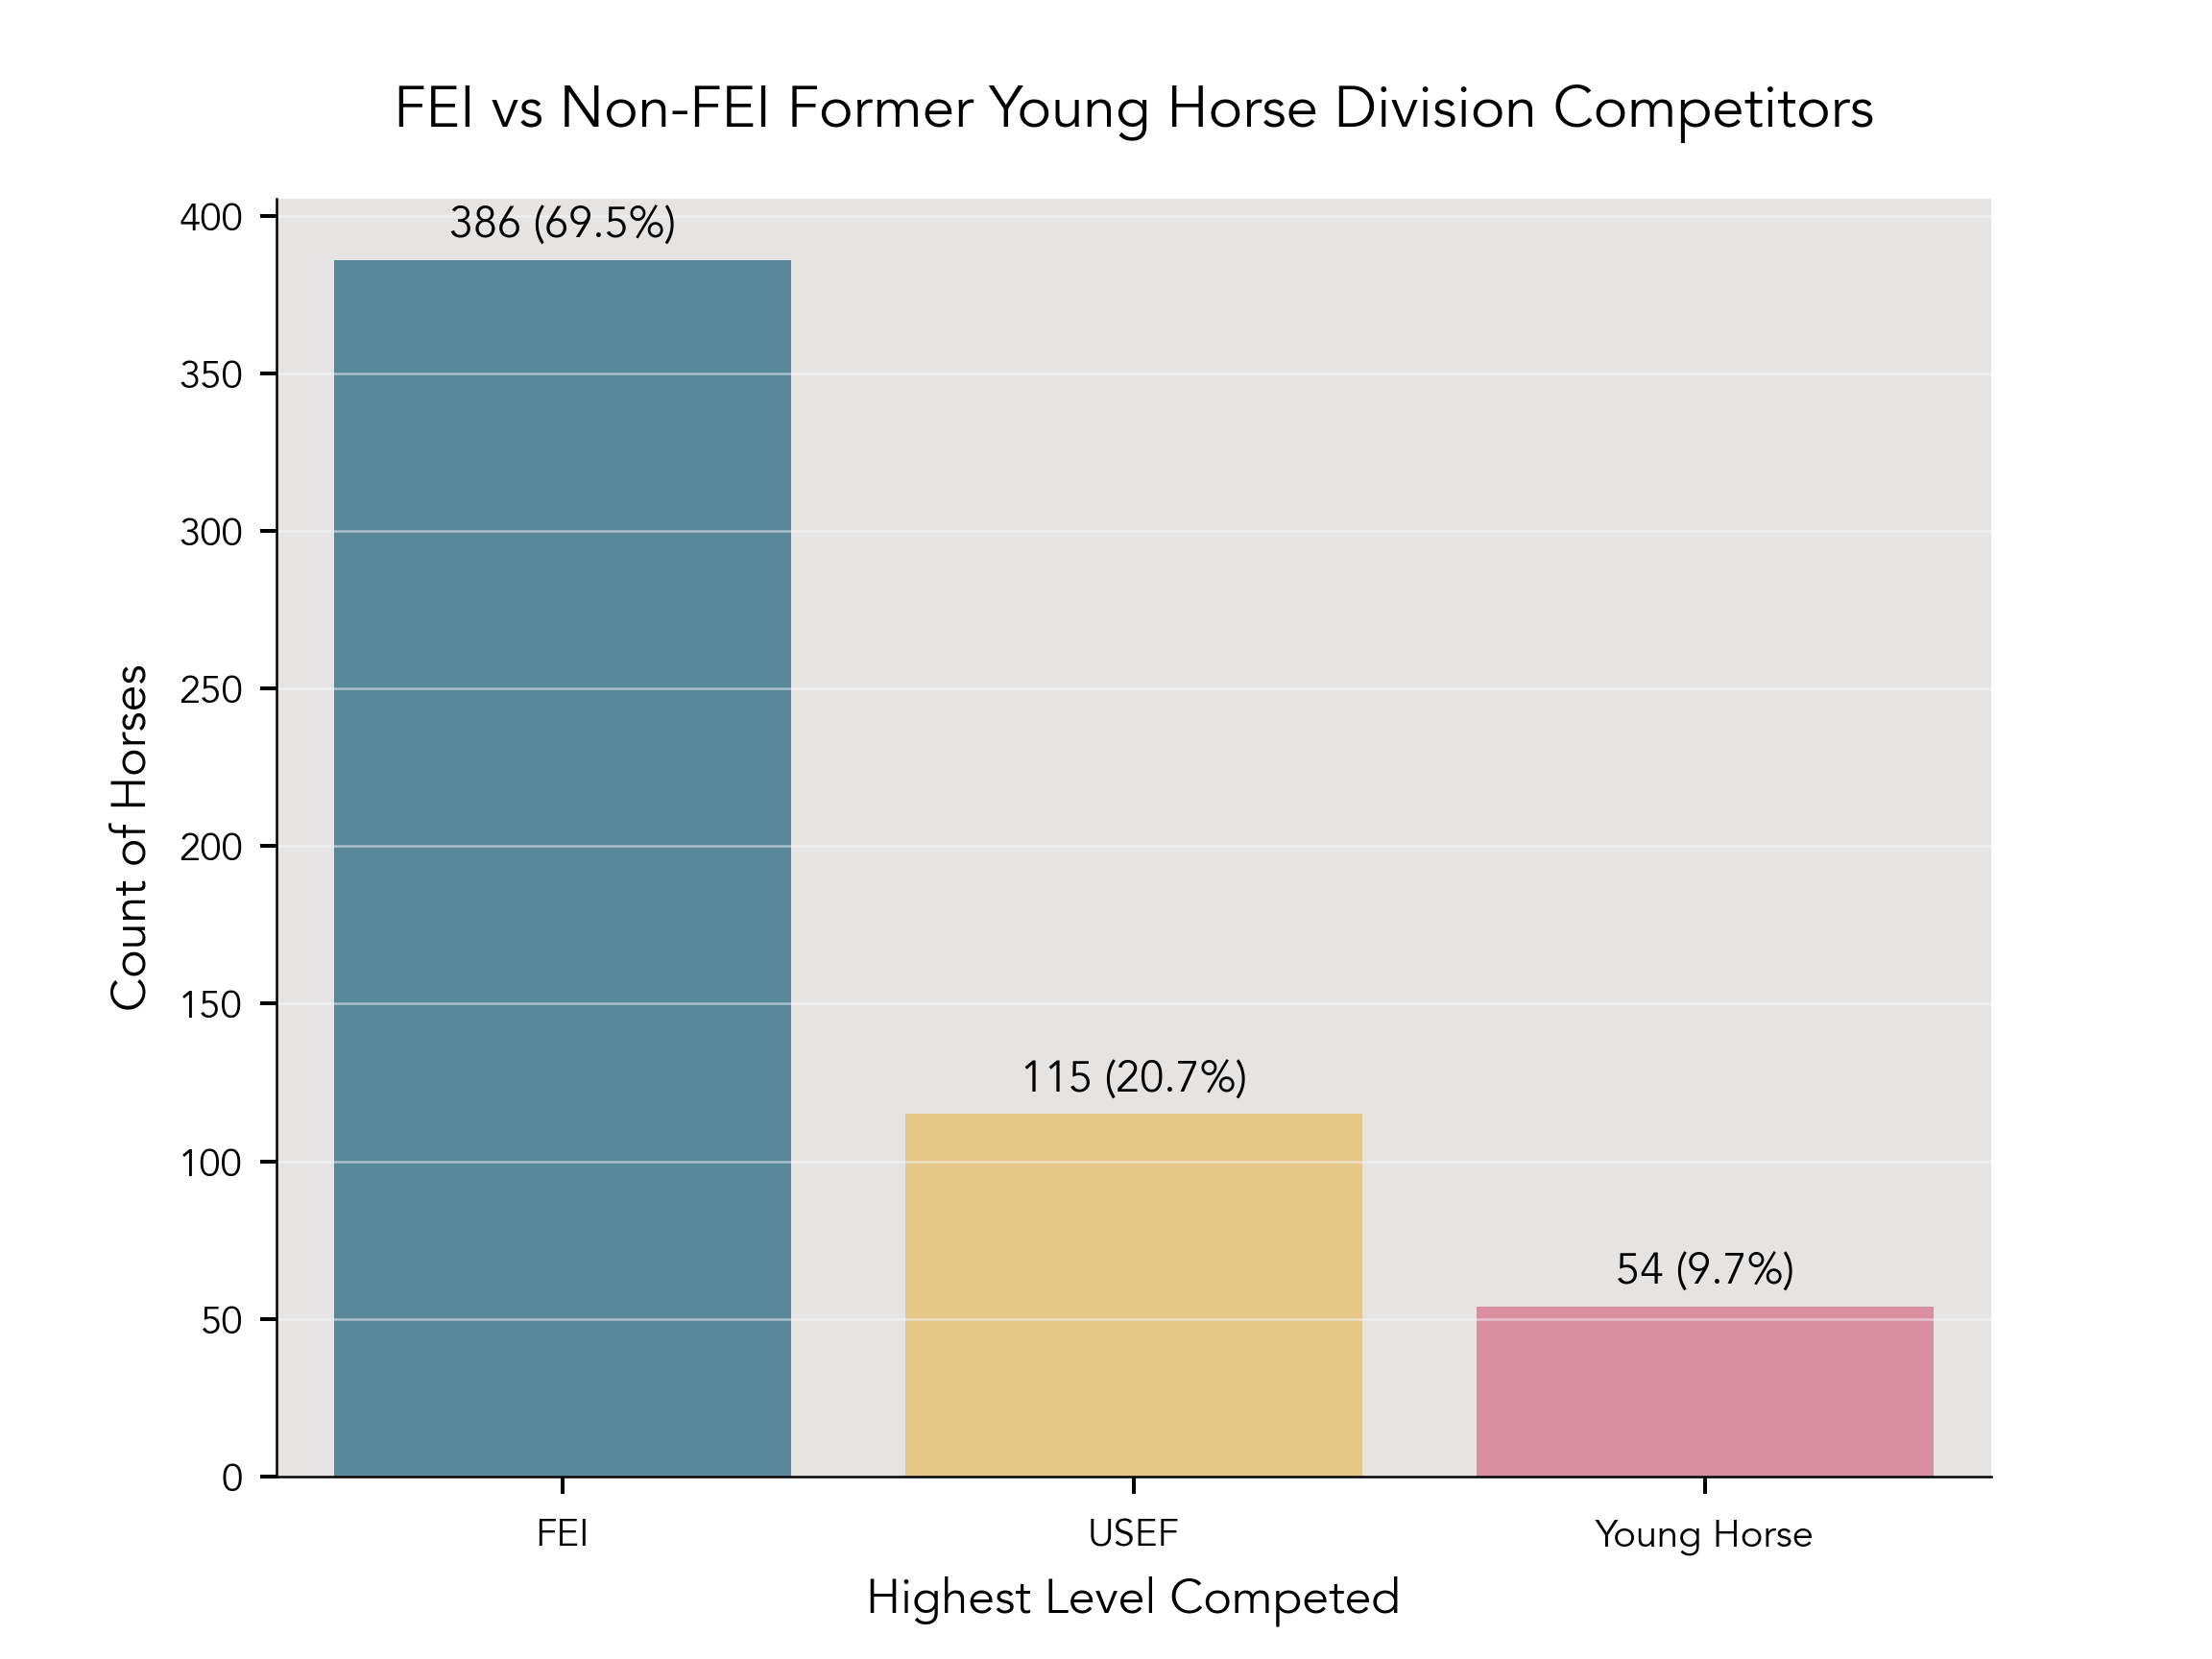 FEI vs Non-FEI Former Young Horse Division Competitors
Count of Horses
400
350
300
250
200
150
100
50
0
386 (69.5%)
115 (20.7%)
54 (9.7%)
FEI
USEF
Young Horse
Highest Level Competed